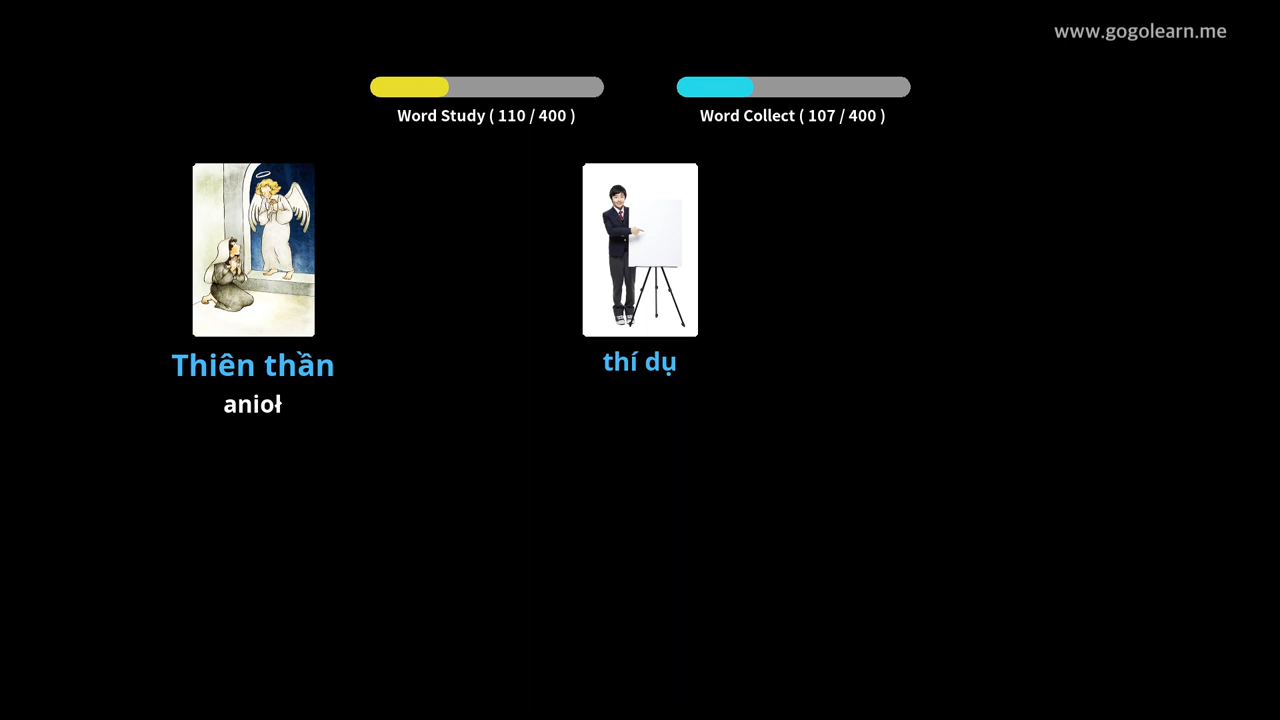 www.gogolearn.me
Word Study ( 110 / 400 )
Word Collect ( 107 / 400 )
Thiên thần
anioł
thí dụ